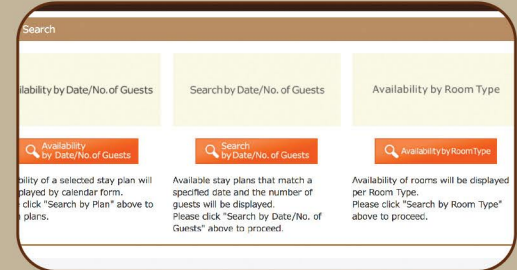 Search
ilability by Date/No. of Guests
Search by Date/No. of Guests
Availability by Room Type
Availability
by Date/No. of Guests
Search
by Date/No. of Guests
Availability by Room Type
bility of a selected stay plan will
played by calendar form.
click "Search by Plan" above to
plans.
Available stay plans that match a
specified date and the number of
guests will be displayed.
Please click "Search by Date/No. of
Guests" above to proceed.
Availability of rooms will be displayed
per Room Type.
Please click "Search by Room Type"
above to proceed.